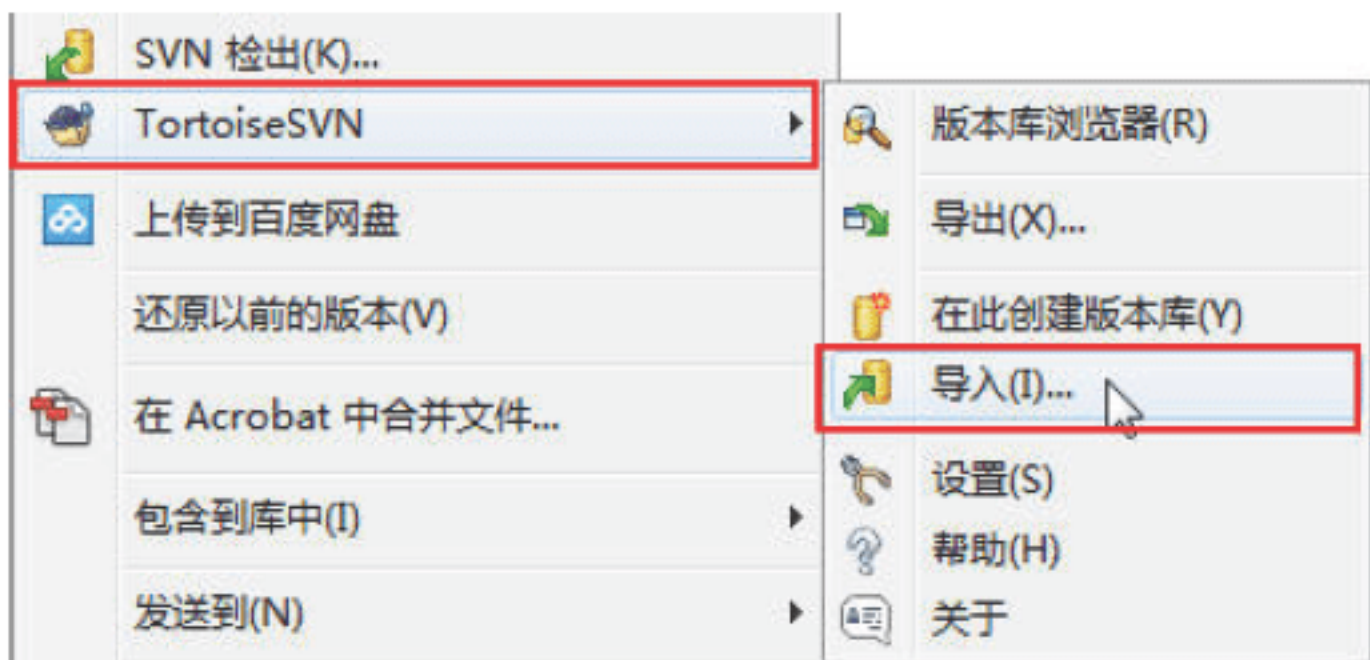 SVN 检出(K)...
TortoiseSVN
上传到百度网盘
还原以前的版本(V)
在 Acrobat 中合并文件...
包含到库中(I)
发送到(N)
版本库浏览器(R)
导出(X)...
在此创建版本库(Y)
导入(I)...
设置(S)
帮助(H)
关于